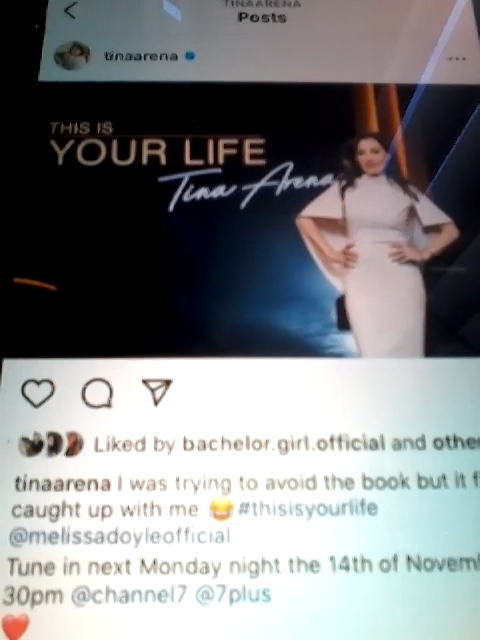 TINAARENA
Posts
tinaarena
THIS IS
YOUR LIFE
Tina Arena
Liked by bachelor.girl.official and othe
tinaarena I was trying to avoid the book but it f
caught up with me 😂 #thisisyourlife
@melissadoyleofficial
Tune in next Monday night the 14th of Novem
30pm @channel7 @7plus
❤️